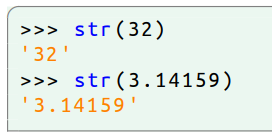 >>> str(32)
'32'
>>> str(3.14159)
'3.14159'